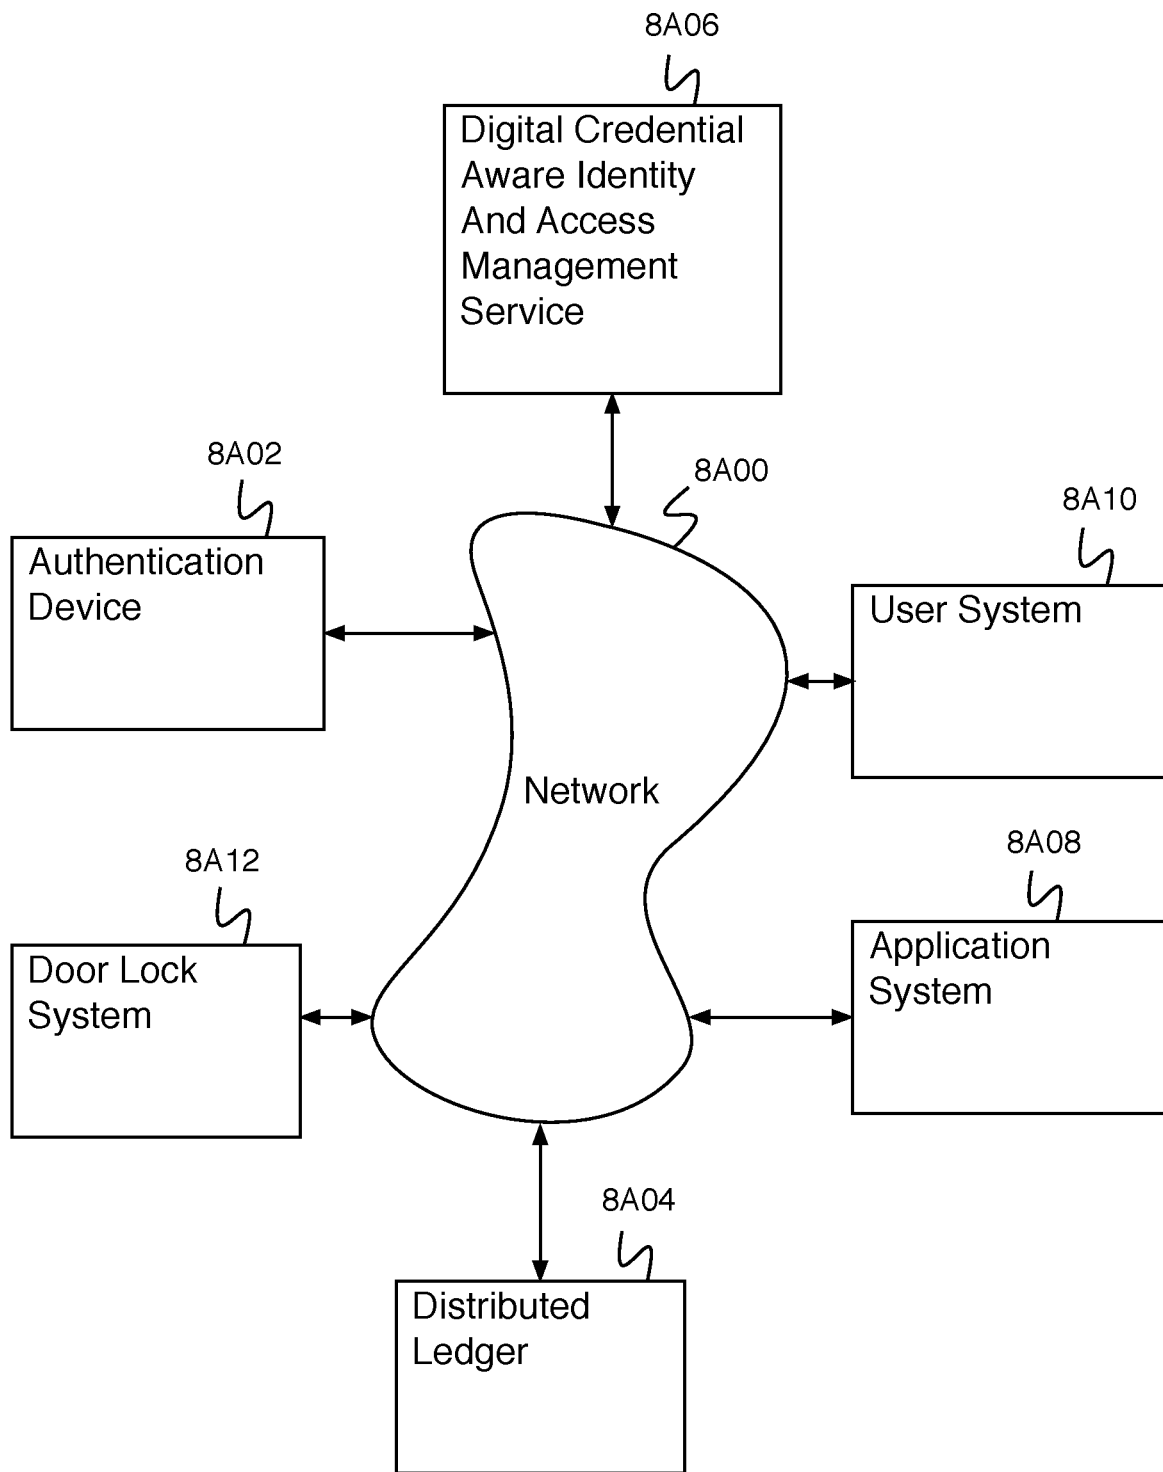 8A06
Digital Credential
Aware Identity
And Access
Management
Service
8A02
Authentication
Device
8A00
8A10
User System
Network
8A12
Door Lock
System
8A08
Application
System
8A04
Distributed
Ledger